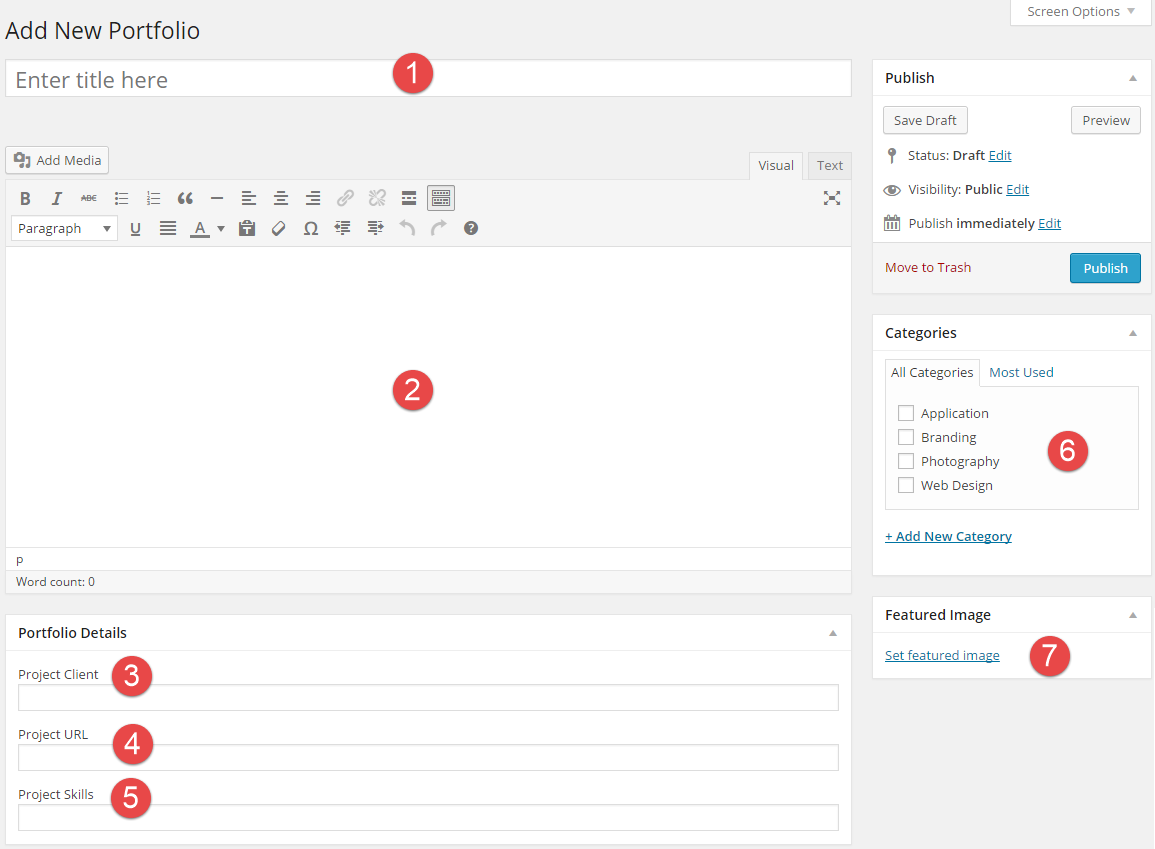 Screen Options
Add New Portfolio
Enter title here
1
Add Media
Visual
Text
B I ABC
Paragraph U A Ω ?
2
p
Word count: 0
Portfolio Details
Project Client
3
Project URL
4
Project Skills
5
Publish
Save Draft
Preview
Status: Draft Edit
Visibility: Public Edit
Publish immediately Edit
Move to Trash
Publish
Categories
All Categories
Most Used
Application
Branding
Photography
Web Design
6
+ Add New Category
Featured Image
Set featured image
7